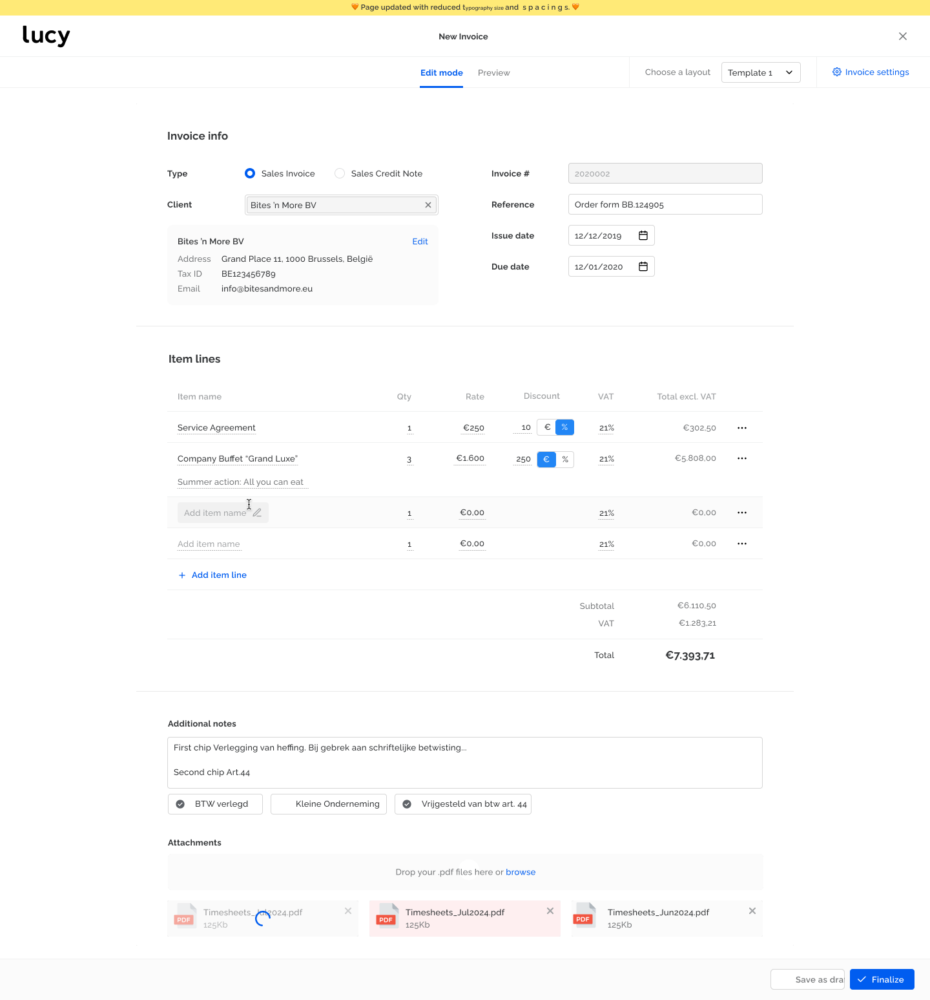 🧡 Page updated with reduced typography size and s p a c i n g s. 🧡
lucy
New Invoice
Edit mode
Preview
Choose a layout
Template 1
Invoice settings
Invoice info
Type
Sales Invoice
Sales Credit Note
Client
Bites 'n More BV
Bites 'n More BV
Edit
Address Grand Place 11, 1000 Brussels, België
Tax ID BE123456789
Email info@bitesandmore.eu
Invoice # 2020002
Reference Order form BB.124905
Issue date 12/12/2019
Due date 12/01/2020
Item lines
Item name Qty Rate Discount VAT Total excl. VAT
Service Agreement 1 €250 10 € % 21% €302,50 ...
Company Buffet “Grand Luxe” 3 €1.600 250 € % 21% €5.808,00 ...
Summer action: All you can eat
Add item name 1 €0,00 21% €0,00 ...
Add item name 1 €0,00 21% €0,00 ...
+ Add item line
Subtotal €6.110,50
VAT €1.283,21
Total €7.393,71
Additional notes
First chip Verlegging van heffing. Bij gebrek aan schriftelijke betwisting...
Second chip Art.44
BTW verlegd
Kleine Onderneming
Vrijgesteld van btw art. 44
Attachments
Drop your .pdf files here or browse
PDF
Timesheets_Jul2024.pdf
125Kb
PDF
Timesheets_Jul2024.pdf
125Kb
PDF
Timesheets_Jun2024.pdf
125Kb
Save as dra
Finalize